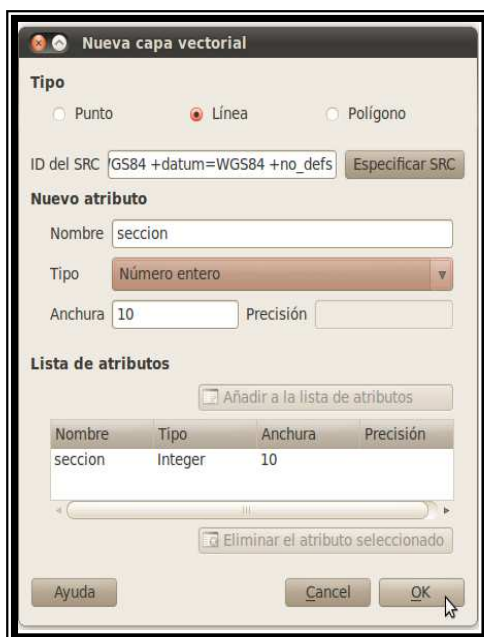 Nueva capa vectorial
Tipo
Punto Línea Polígono
ID del SRC /GS84 +datum=WGS84 +no_defs Especificar SRC
Nuevo atributo
Nombre seccion
Tipo Número entero
Anchura 10 Precisión
Lista de atributos
Añadir a la lista de atributos
Nombre Tipo Anchura Precisión
seccion Integer 10
Eliminar el atributo seleccionado
Ayuda Cancel OK